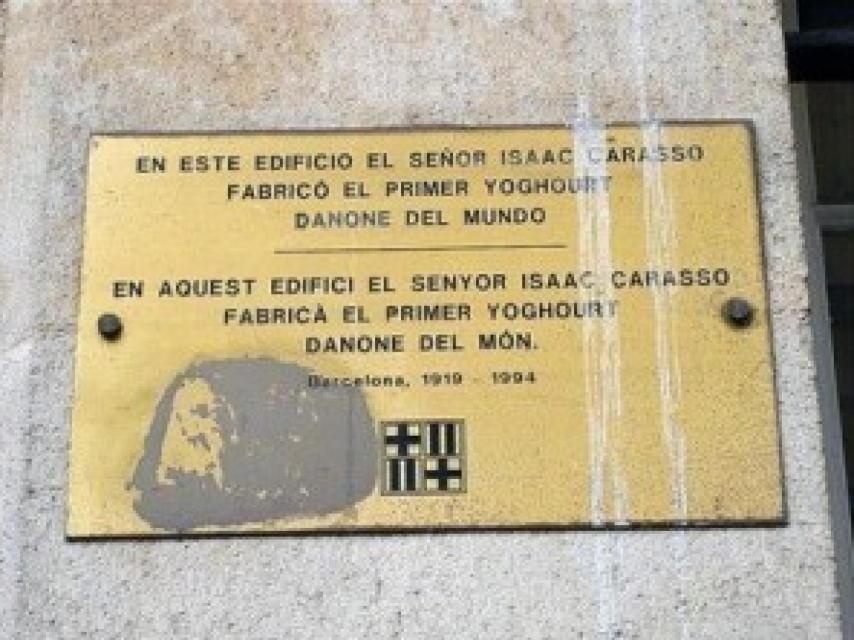 EN ESTE EDIFICIO EL SEÑOR ISAAC CARASSO
FABRICÓ EL PRIMER YOGHOURT
DANONE DEL MUNDO
EN AQUEST EDIFICI EL SENYOR ISAAC CARASSO
FABRICÀ EL PRIMER YOGHOURT
DANONE DEL MÓN.
Barcelona, 1919 - 1994